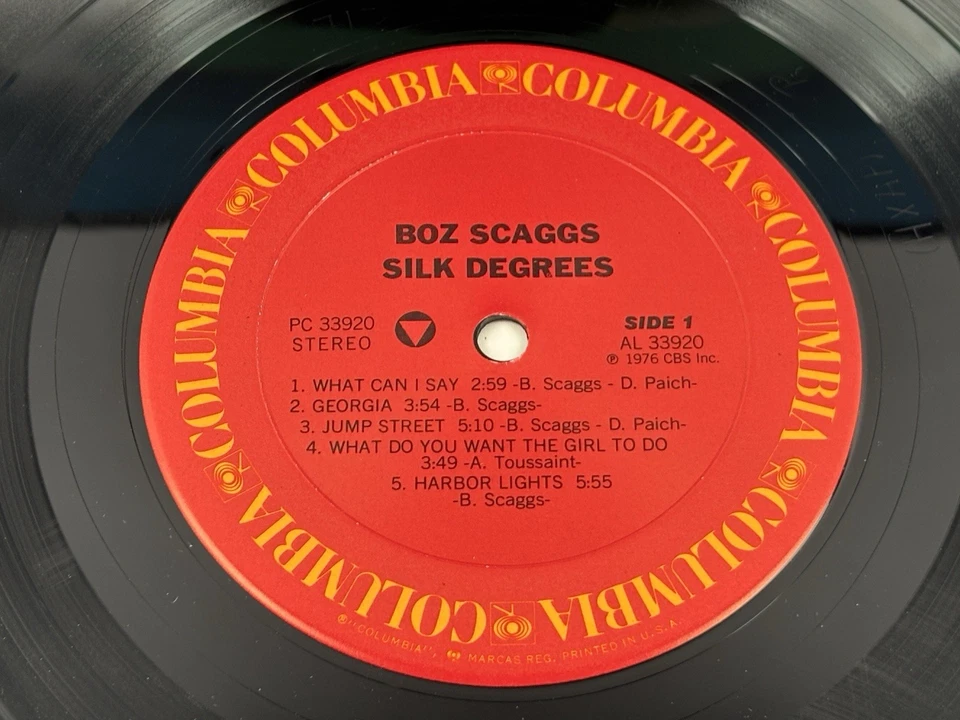 COLUMBIA COLUMBIA COLUMBIA COLUMBIA COLUMBIA COLUMBIA COLUMBIA COLUMBIA
BOZ SCAGGS
SILK DEGREES
PC 33920
STEREO
SIDE 1
AL 33920
℗ 1976 CBS Inc.
1. WHAT CAN I SAY 2:59 -B. Scaggs - D. Paich-
2. GEORGIA 3:54 -B. Scaggs-
3. JUMP STREET 5:10 -B. Scaggs - D. Paich-
4. WHAT DO YOU WANT THE GIRL TO DO
3:49 -A. Toussaint-
5. HARBOR LIGHTS 5:55
-B. Scaggs-
®"COLUMBIA", MARCAS REG. PRINTED IN U.S.A.